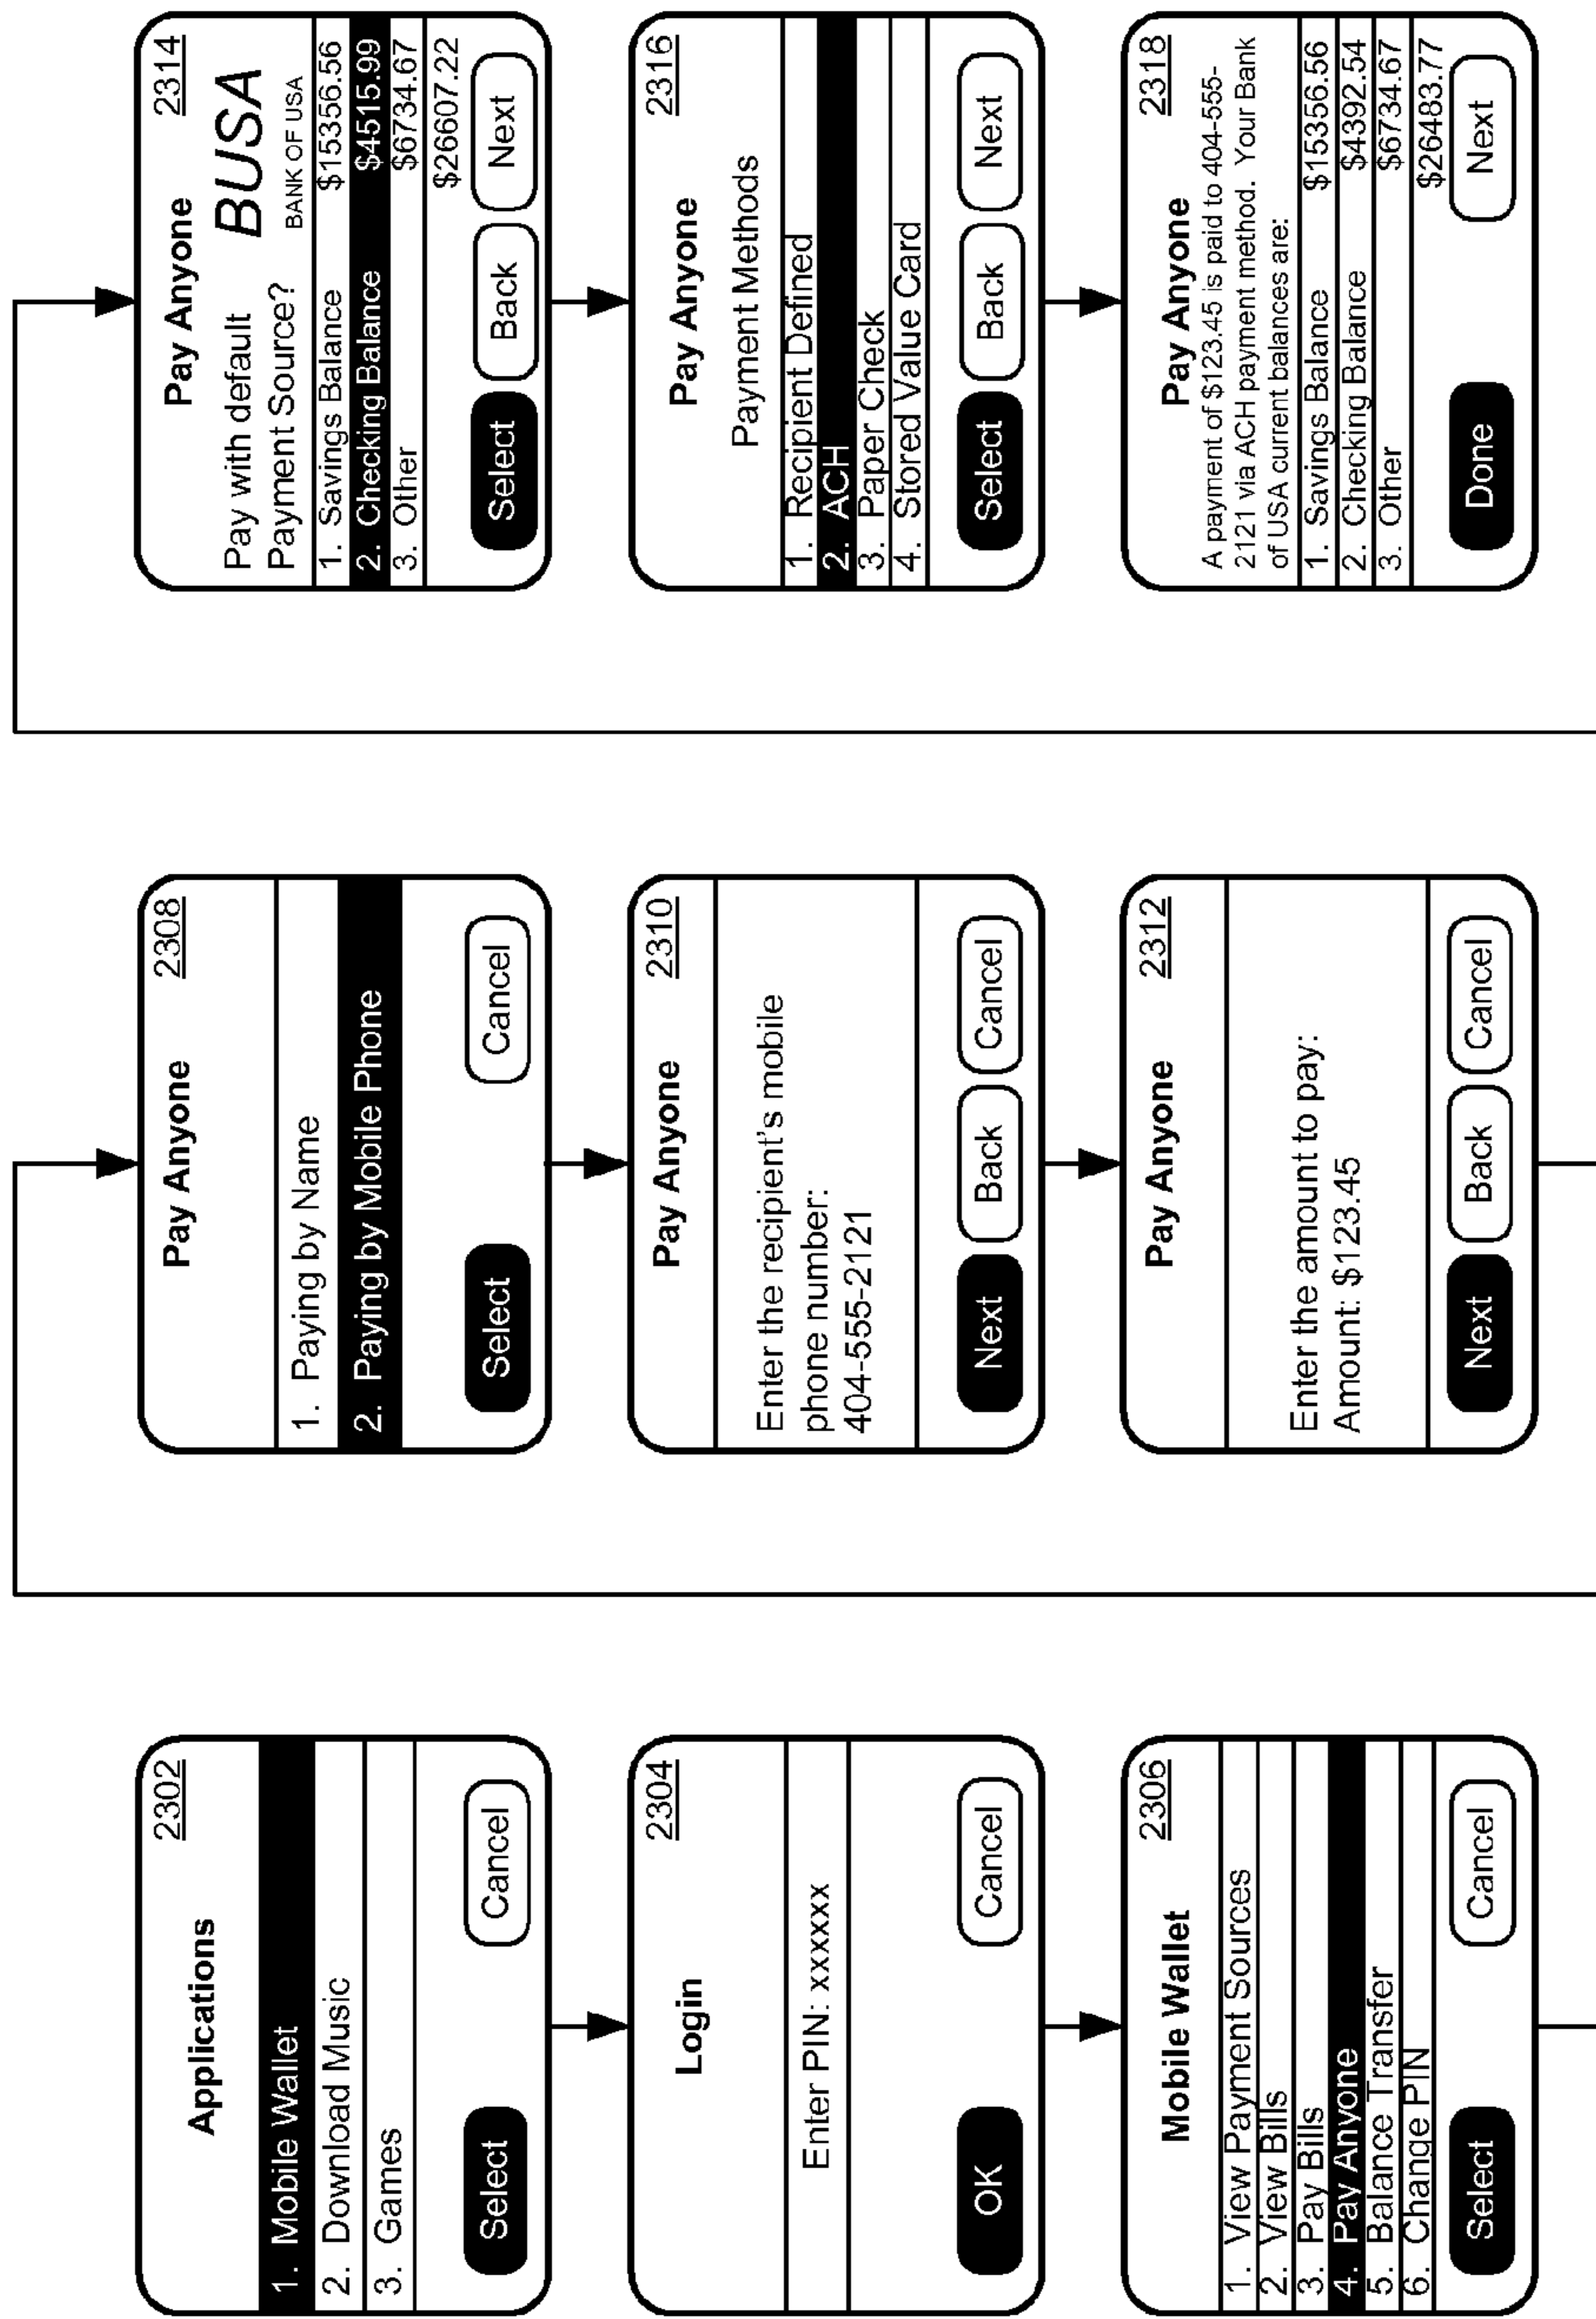 2302
Applications
1. Mobile Wallet
2. Download Music
3. Games
Select Cancel
2304
Login
Enter PIN: xxxxxx
OK Cancel
2306
Mobile Wallet
1. View Payment Sources
2. View Bills
3. Pay Bills
4. Pay Anyone
5. Balance Transfer
6. Change PIN
Select Cancel
2308
Pay Anyone
1. Paying by Name
2. Paying by Mobile Phone
Select Cancel
2310
Pay Anyone
Enter the recipient's mobile
phone number:
404-555-2121
Next Back Cancel
2312
Pay Anyone
Enter the amount to pay:
Amount: $123.45
Next Back Cancel
2314
Pay Anyone
Pay with default
Payment Source?
BUSA
BANK OF USA
1. Savings Balance $15356.56
2. Checking Balance $4515.99
3. Other $6734.67
$26607.22
Select Back Next
2316
Pay Anyone
Payment Methods
1. Recipient Defined
2. ACH
3. Paper Check
4. Stored Value Card
Select Back Next
2318
Pay Anyone
A payment of $123.45 is paid to 404-555-
2121 via ACH payment method. Your Bank
of USA current balances are:
1. Savings Balance $15356.56
2. Checking Balance $4392.54
3. Other $6734.67
$26483.77
Done Next